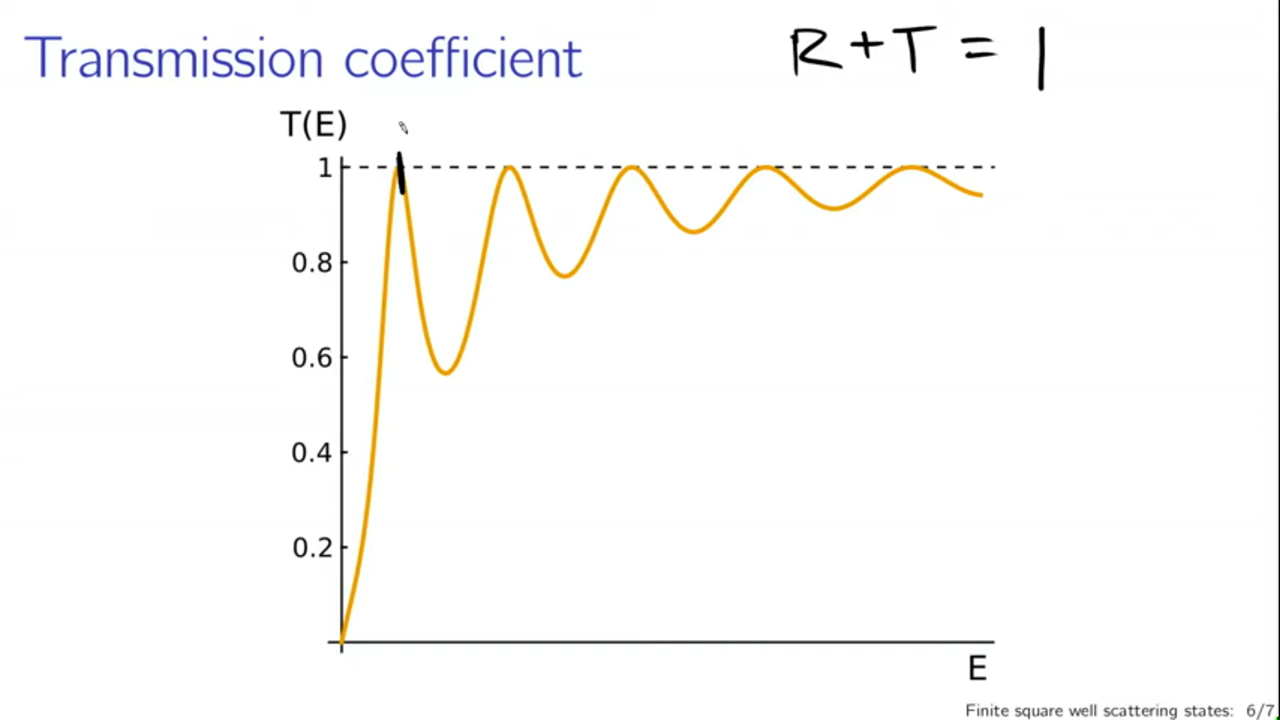 Transmission coefficient
R + T = 1
T(E)
1
0.8
0.6
0.4
0.2
E
Finite square well scattering states: 6/7